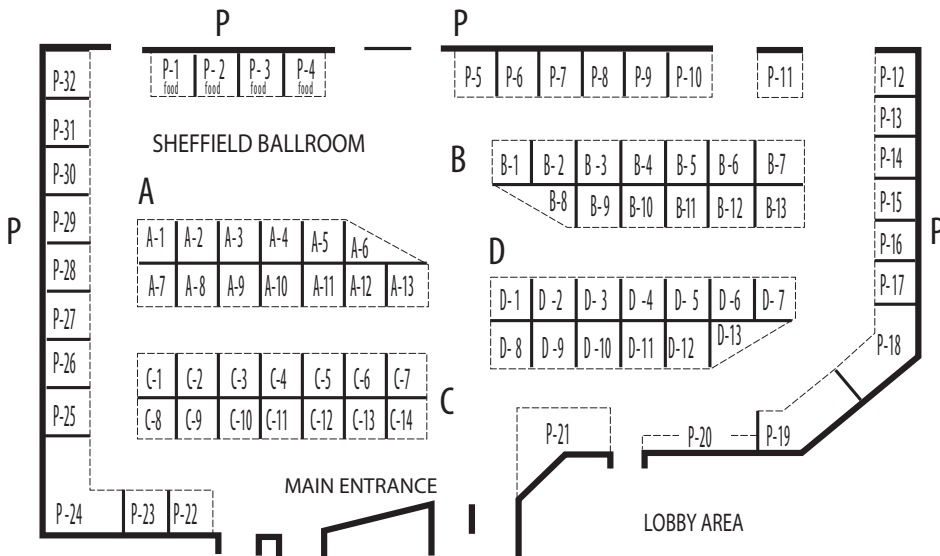 P P
P-1 P- 2 P- 3 P-4
food food food food
P-5 P-6 P-7 P-8 P-9 P-10
P-11
P-12
P-13
P-14
P-15
P-16
P-17
P-18
P
P-32
P-31
P-30
P-29
P-28
P-27
P-26
P-25
P
SHEFFIELD BALLROOM
B
B-1 B- 2 B -3 B-4 B- 5 B -6 B-7
B-8 B- 9 B-10 B-11 B-12 B-13
A
A-1 A-2 A-3 A-4 A-5 A-6
A-7 A-8 A-9 A-10 A-11 A-12 A-13
D
D- 1 D -2 D- 3 D -4 D- 5 D -6 D- 7
D- 8 D -9 D -10 D-11 D-12 D-13
C-1 C-2 C-3 C-4 C-5 C-6 C-7
C-8 C-9 C-10 C-11 C-12 C-13 C-14
C
P-21
P-20
P-19
MAIN ENTRANCE
P-24 P-23 P-22
LOBBY AREA